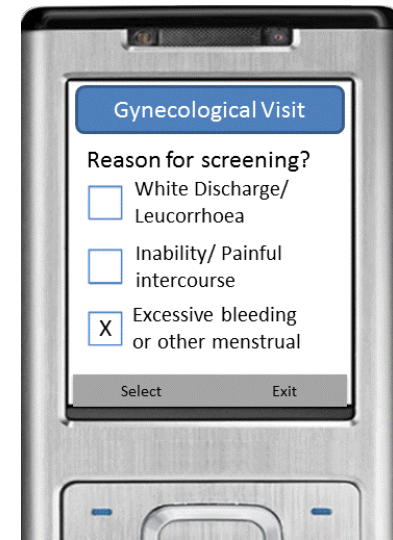 Gynecological Visit
Reason for screening?
White Discharge/
Leucorrhoea
Inability/ Painful
intercourse
X Excessive bleeding
or other menstrual
Select Exit